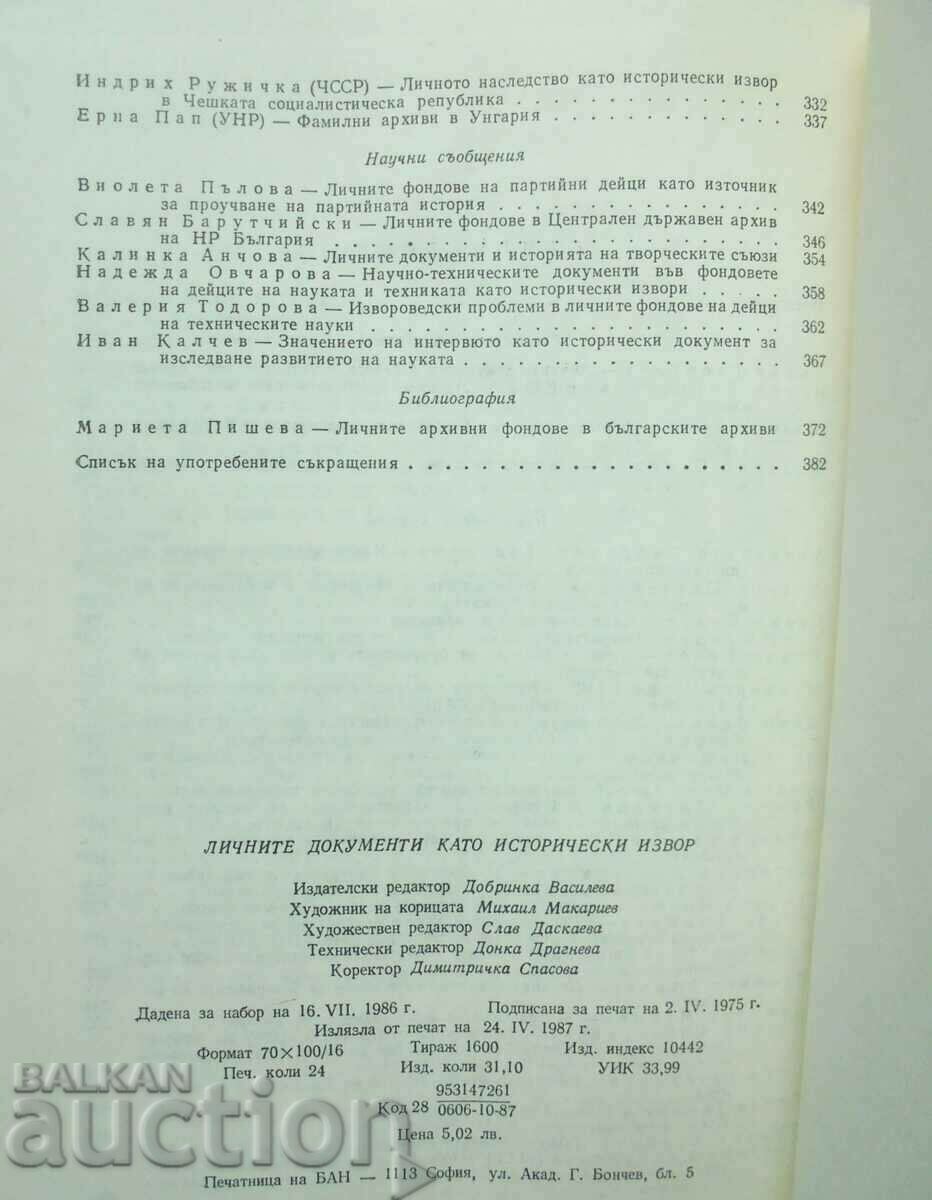 Индрих Ружичка (ЧССР) — Личното наследство като исторически извор
в Чешката социалистическа република . . . . . . . . . . . . . . . 332
Ерна Пап (УНР) — Фамилни архиви в Унгария . . . . . . . . . . . . . 337
Научни съобщения
Виолета Пълова — Личните фондове на партийни дейци като източник
за проучване на партийната история . . . . . . . . . . . . . . . . 342
Славян Барутчийски — Личните фондове в Централен държавен архив
на НР България . . . . . . . . . . . . . . . . . . . . . . . . . 346
Калинка Анчова — Личните документи и историята на творческите съюзи 354
Надежда Овчарова — Научно-техническите документи във фондовете
на дейците на науката и техниката като исторически извори . . . . . 358
Валерия Тодорова — Извороведски проблеми в личните фондове на дейци
на техническите науки . . . . . . . . . . . . . . . . . . . . . . 362
Иван Калчев — Значението на интервюто като исторически документ за
изследване развитието на науката . . . . . . . . . . . . . . . . . 367
Библиография
Мариета Пишева — Личните архивни фондове в българските архиви 372
Списък на употребените съкращения . . . . . . . . . . . . . . . . . . . 382
ЛИЧНИТЕ ДОКУМЕНТИ КАТО ИСТОРИЧЕСКИ ИЗВОР
Издателски редактор Добринка Василева
Художник на корицата Михаил Макариев
Художествен редактор Слав Даскаева
Технически редактор Донка Драгнева
Коректор Димитричка Спасова
Дадена за набор на 16. VII. 1986 г. Подписана за печат на 2. IV. 1975 г.
Излязла от печат на 24. IV. 1987 г.
Формат 70×100/16 Тираж 1600 Изд. индекс 10442
Печ. коли 24 Изд. коли 31,10 УИК 33,99
953147261
Код 28 0606-10-87
Цена 5,02 лв.
Печатница на БАН — 1113 София, ул. Акад. Г. Бончев, бл. 5
BALKAN
auction